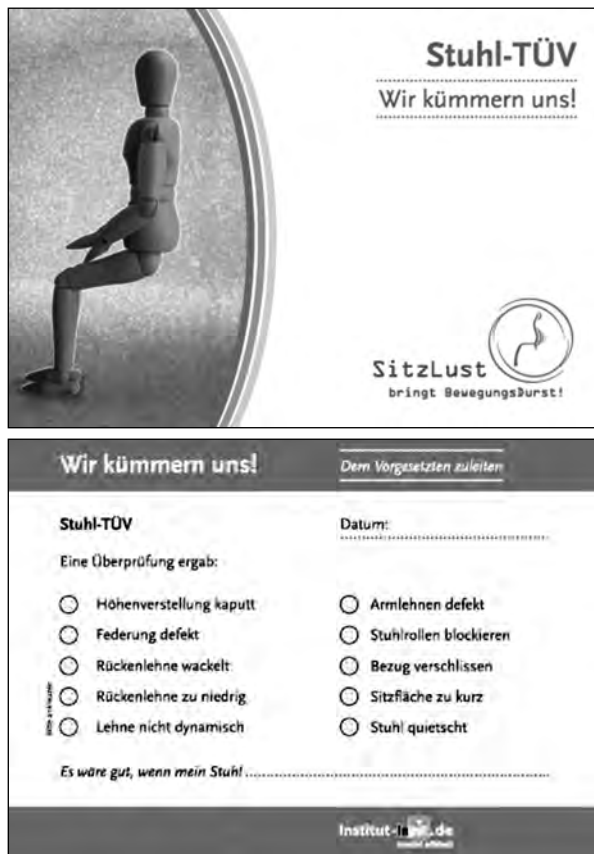 Stuhl-TÜV
Wir kümmern uns!
SitzLust
bringt BewegungsDurst!
Wir kümmern uns!
Dem Vorgesetzten zuleiten
Stuhl-TÜV
Datum:
Eine Überprüfung ergab:
Höhenverstellung kaputt
Federung defekt
Rückenlehne wackelt
Rückenlehne zu niedrig
Lehne nicht dynamisch
Armlehnen defekt
Stuhlrollen blockieren
Bezug verschlissen
Sitzfläche zu kurz
Stuhl quietscht
Bitte ankreuzen
Es wäre gut, wenn mein Stuhl